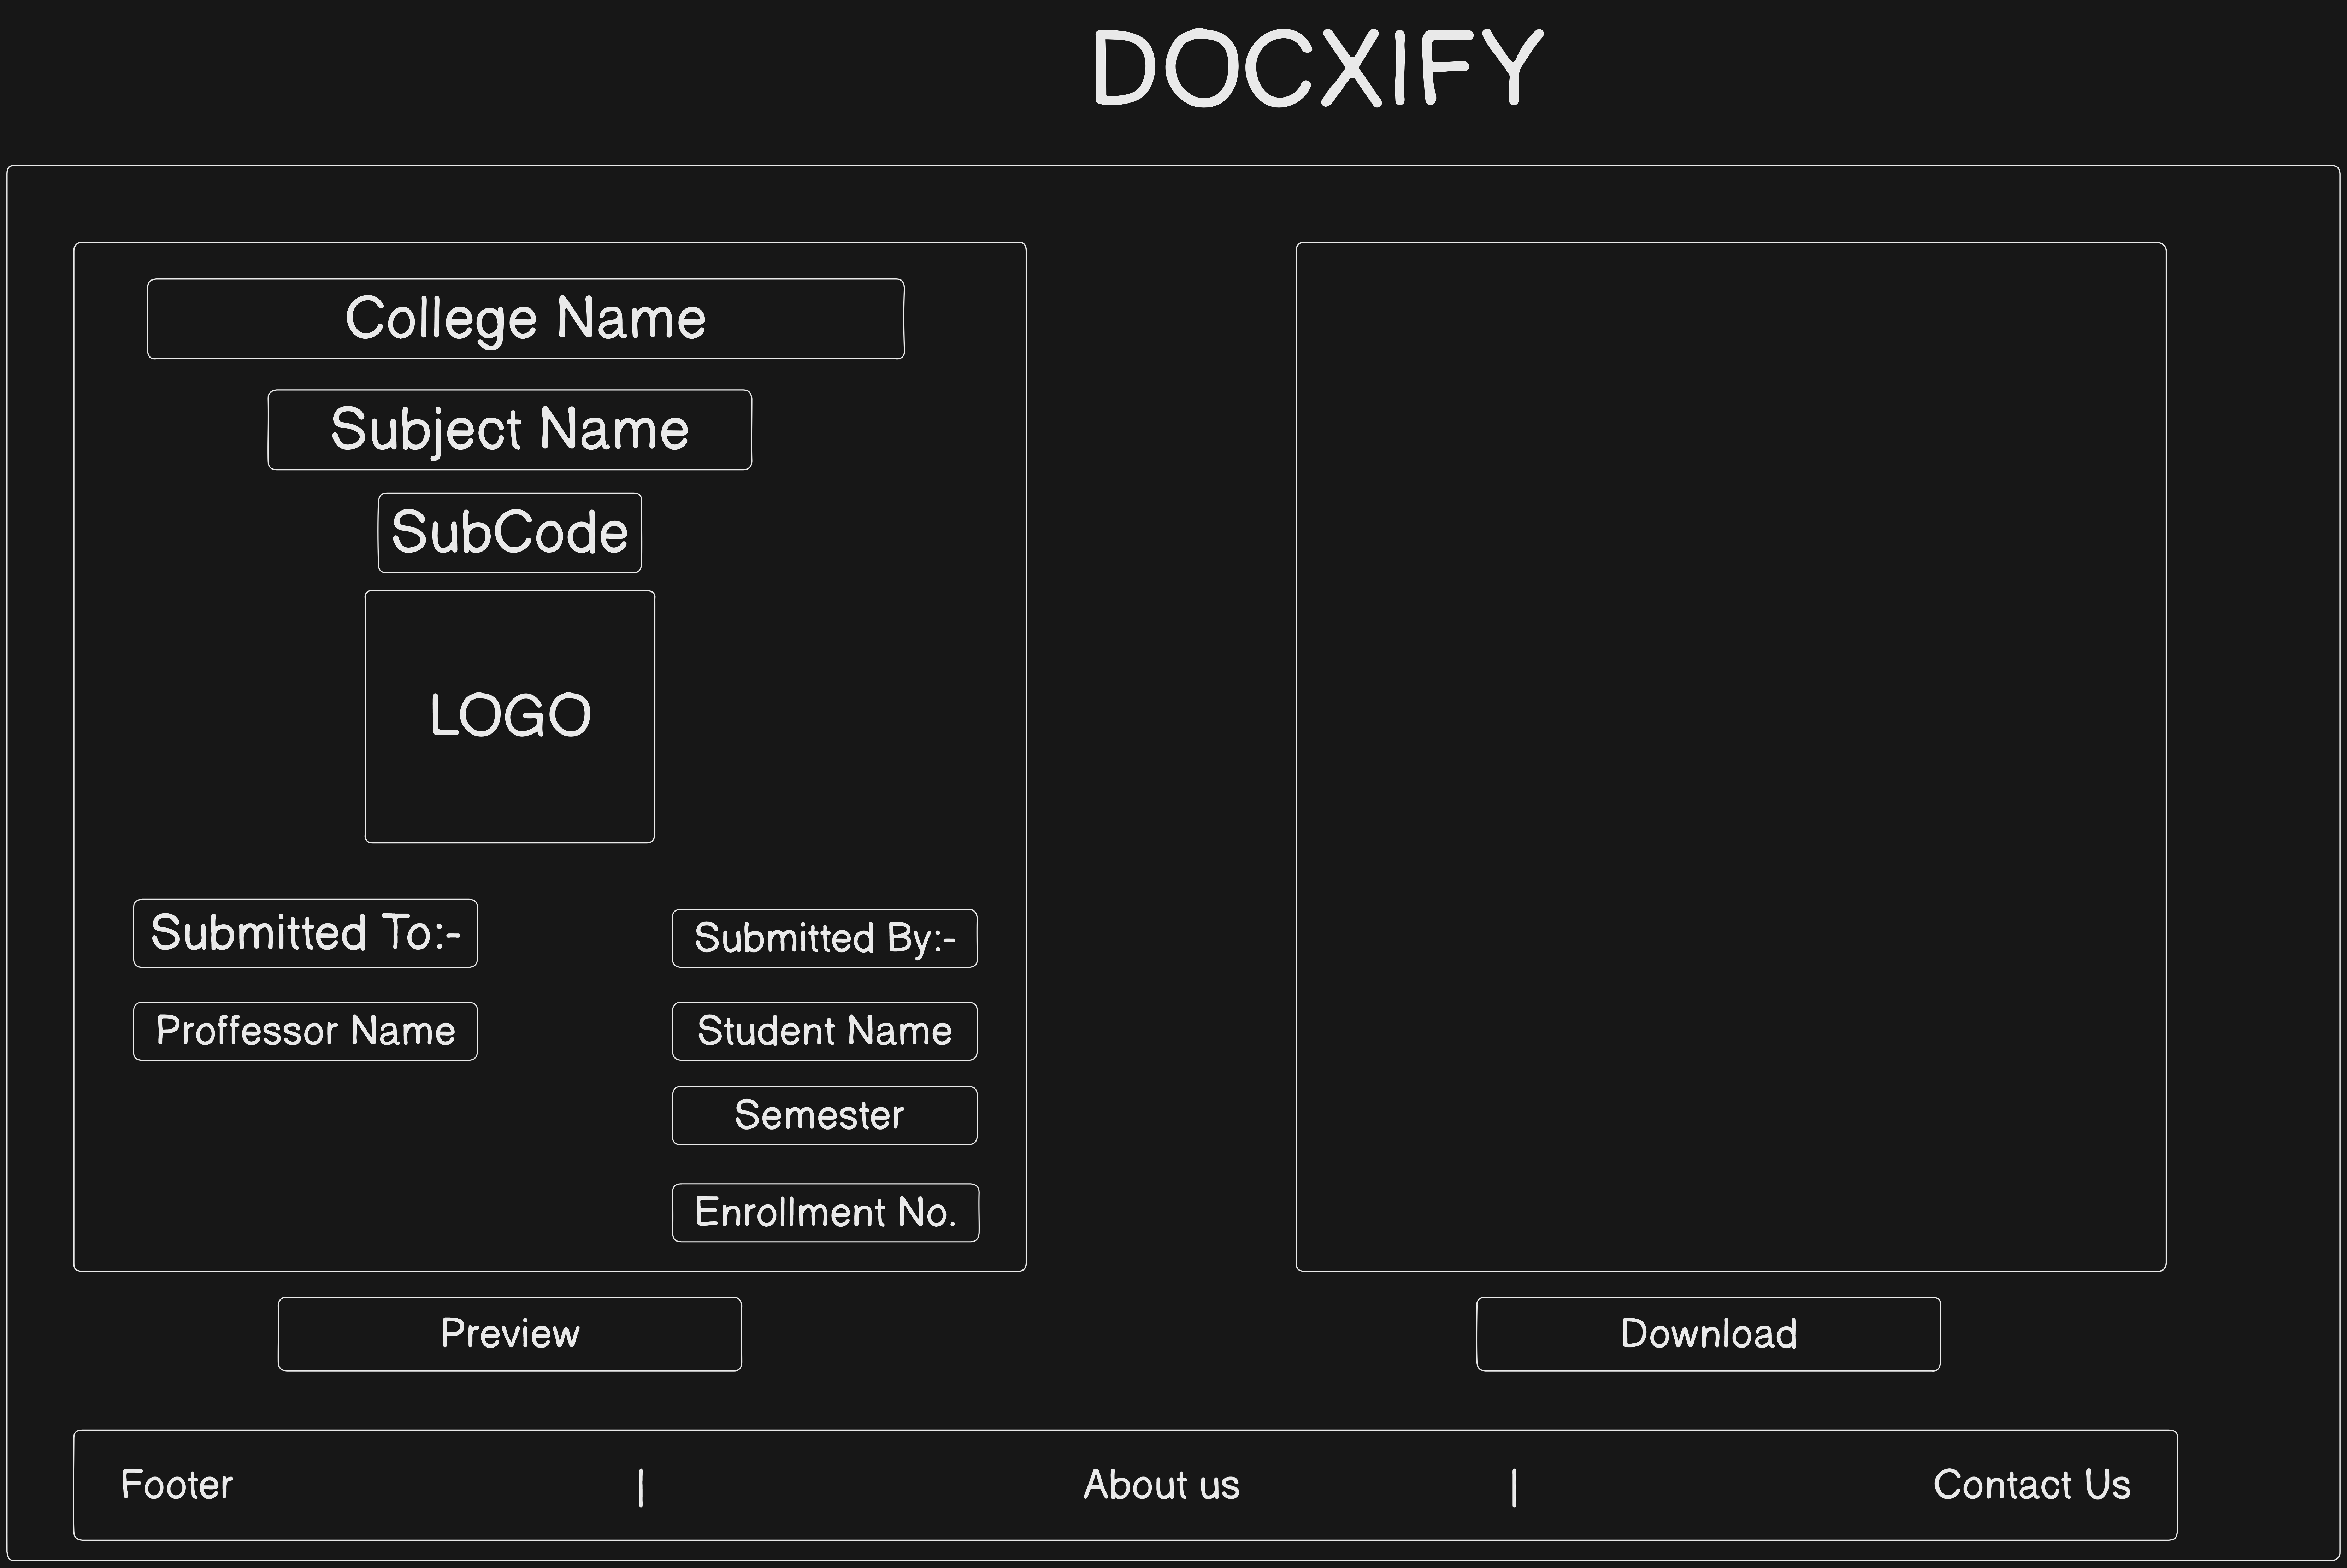 DOCXIFY
College Name
Subject Name
SubCode
LOGO
Submitted To:-
Submitted By:-
Proffessor Name
Student Name
Semester
Enrollment No.
Preview
Download
Footer | About us | Contact Us